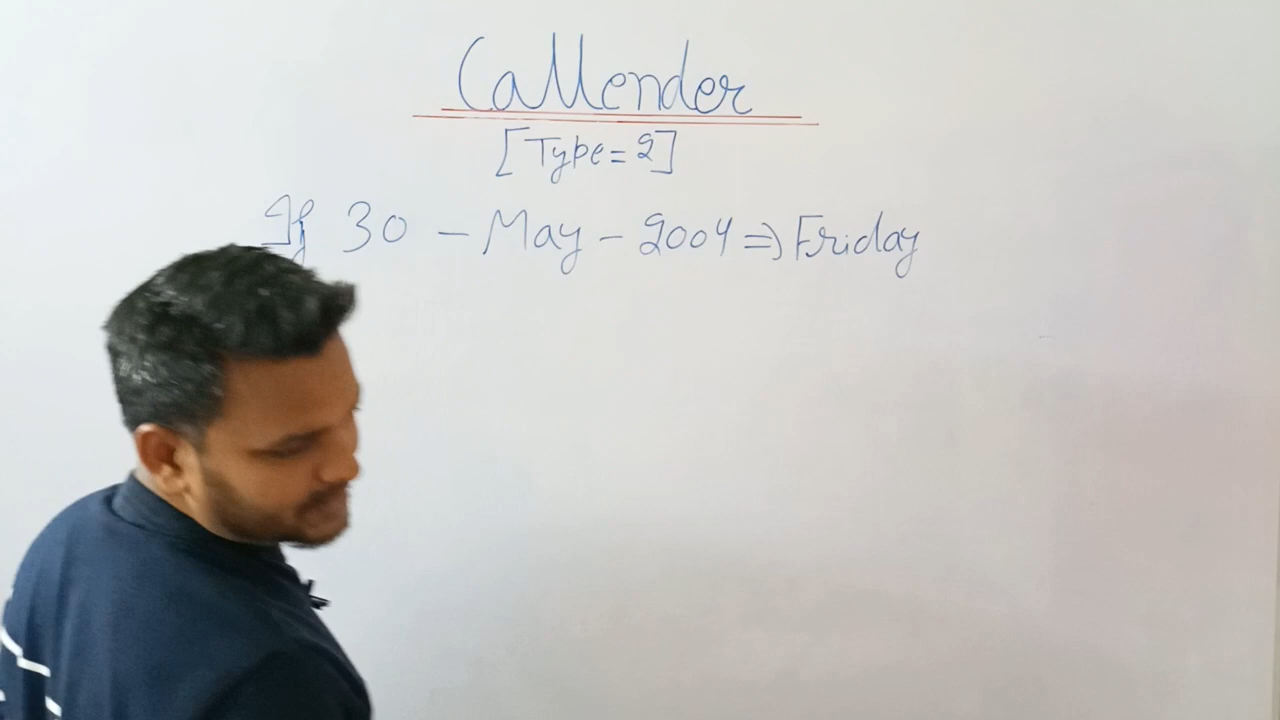 Callender
[Type=2]
If 30 - May - 2004 ⇒ Friday